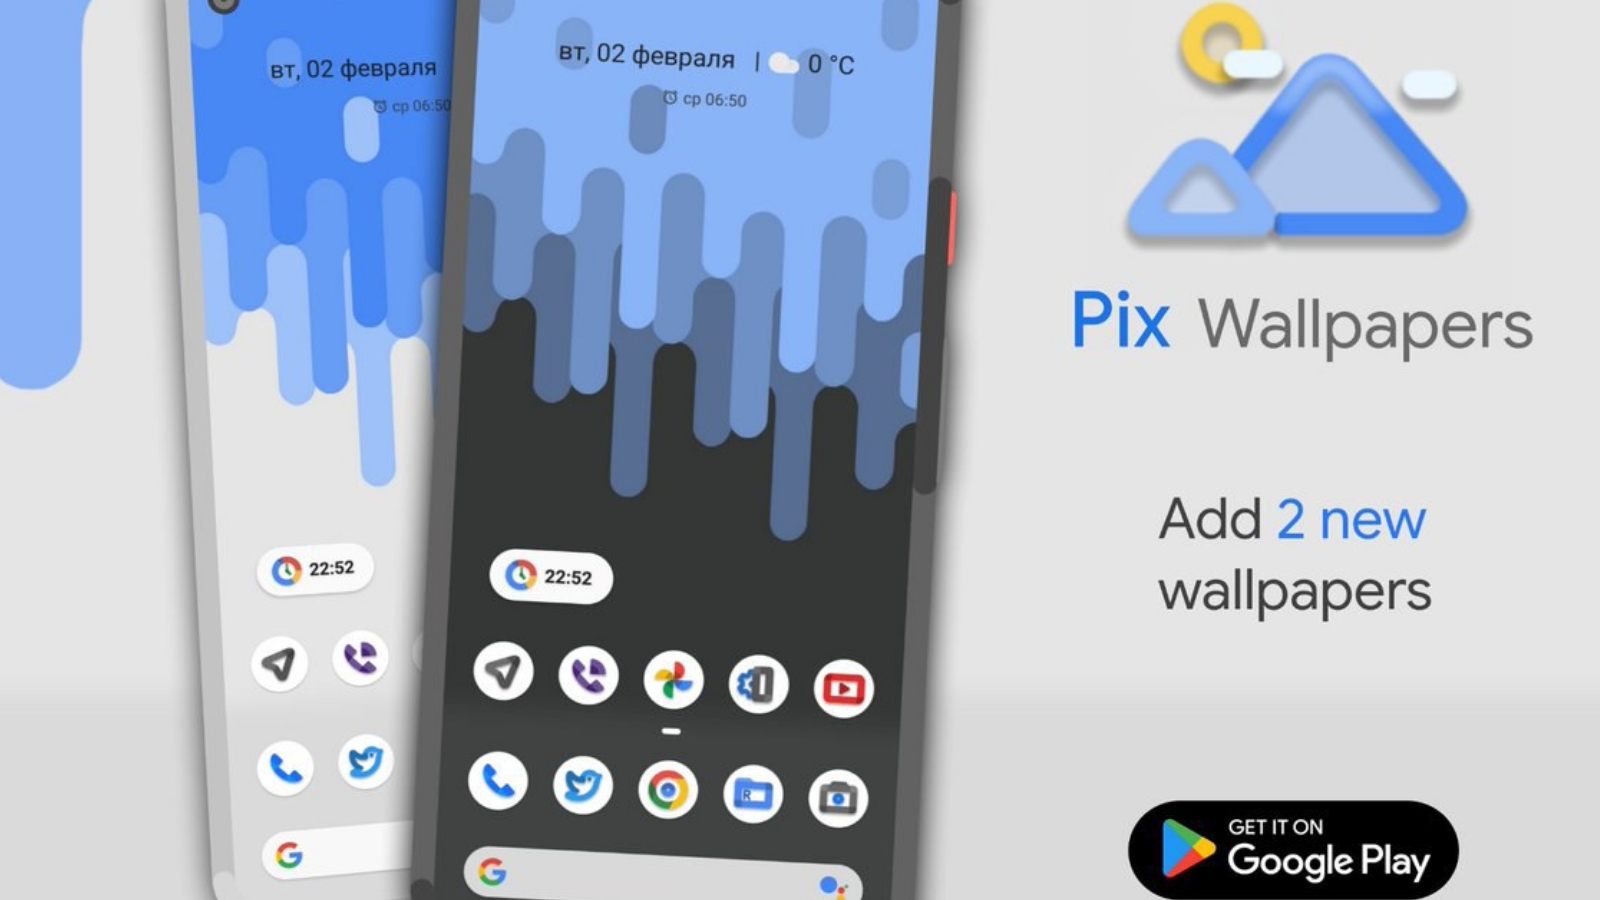 вт, 02 февраля
ср 06:50
22:52
вт, 02 февраля | 0 °C
ср 06:50
22:52
R
Pix Wallpapers
Add 2 new
wallpapers
GET IT ON
Google Play